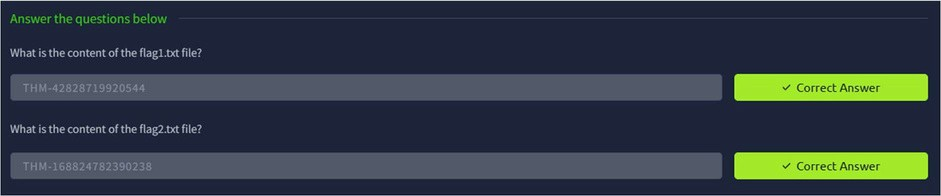 Answer the questions below
What is the content of the flag1.txt file?
THM-42828719920544
✓ Correct Answer
What is the content of the flag2.txt file?
THM-168824782390238
✓ Correct Answer